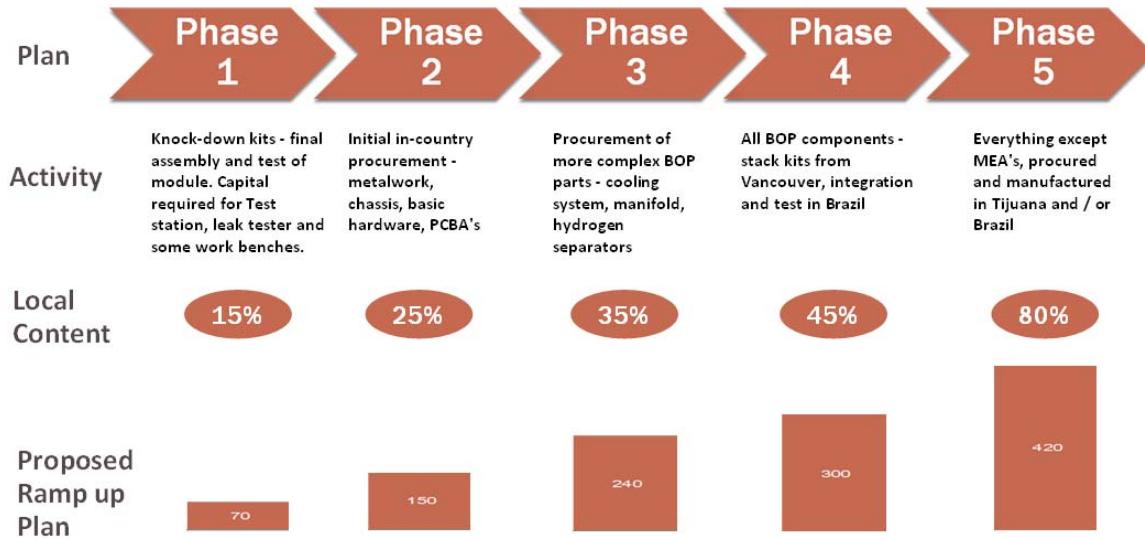 Plan
Phase
1
Phase
2
Phase
3
Phase
4
Phase
5
Activity
Knock-down kits - final
assembly and test of
module. Capital
required for Test
station, leak tester and
some work benches.
Initial in-country
procurement -
metalwork,
chassis, basic
hardware, PCBA's
Procurement of
more complex BOP
parts - cooling
system, manifold,
hydrogen
separators
All BOP components -
stack kits from
Vancouver, integration
and test in Brazil
Everything except
MEA's, procured
and manufactured
in Tijuana and / or
Brazil
Local
Content
15%
25%
35%
45%
80%
Proposed
Ramp up
Plan
70
150
240
300
420